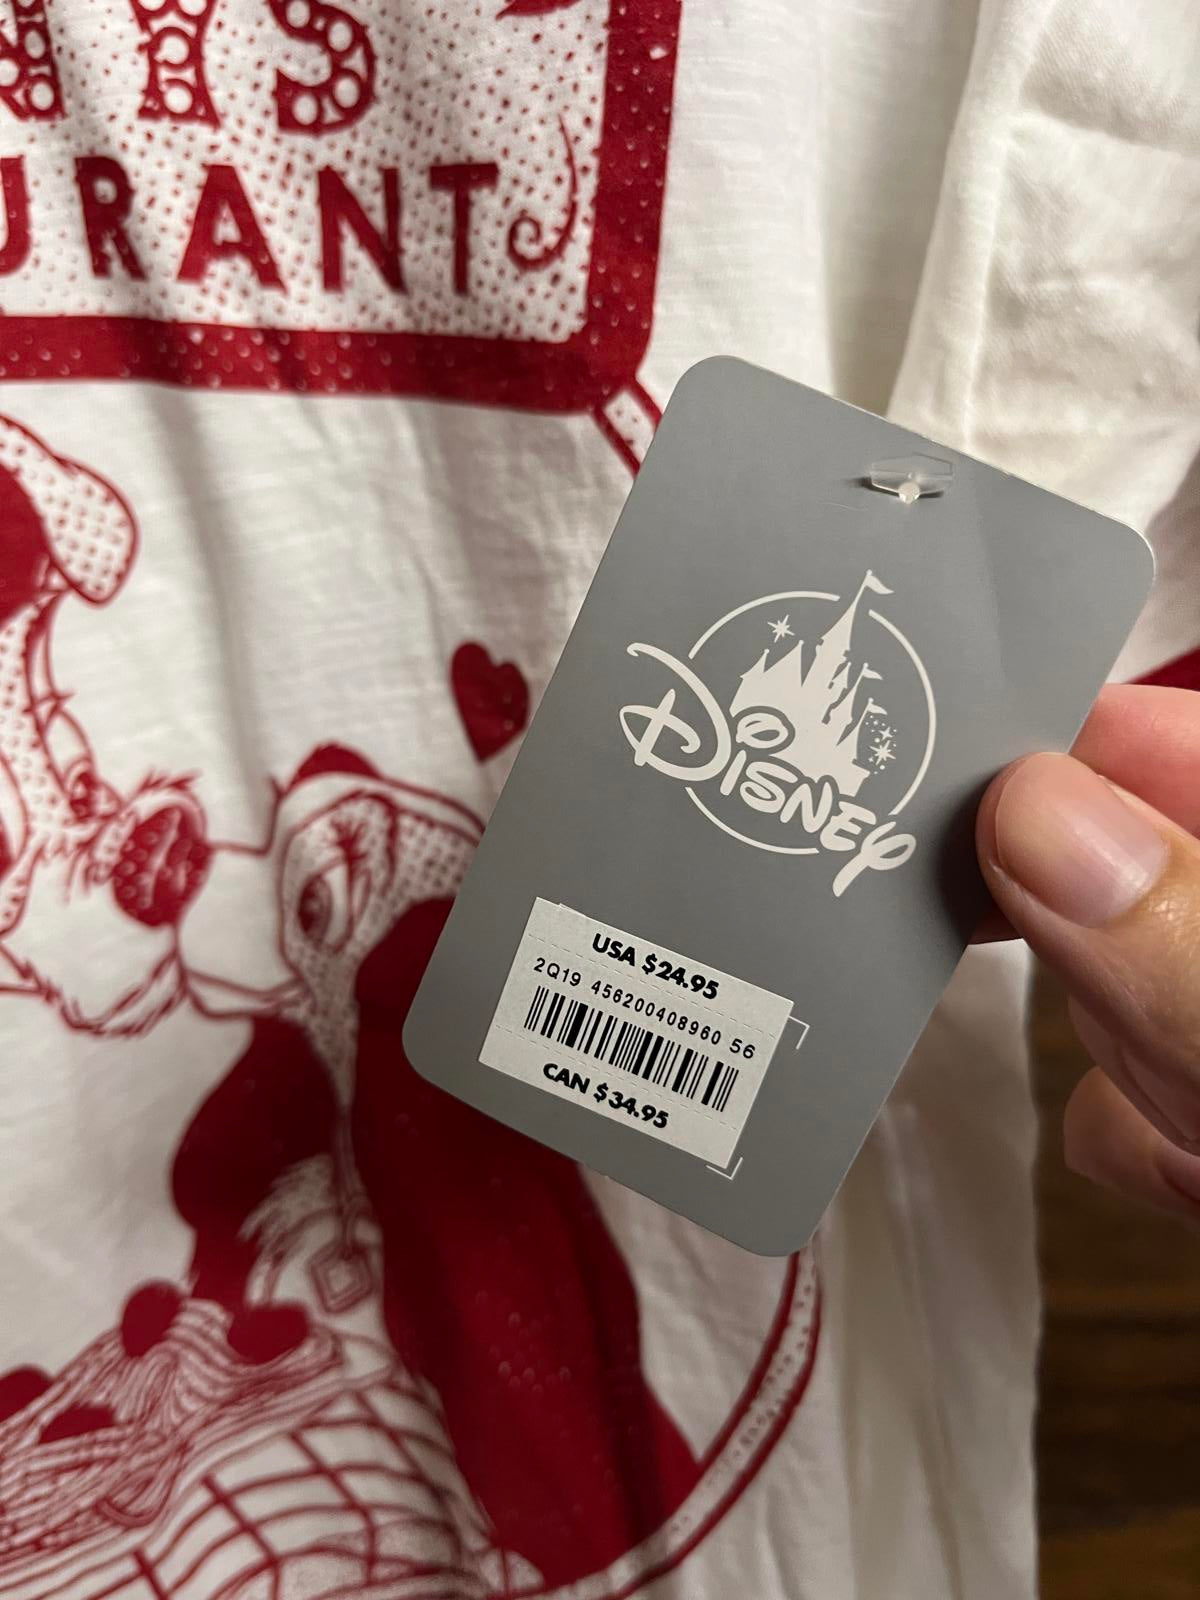 URANT
DISNEY
USA $24.95
2Q19 456200408960 56
CAN $34.95